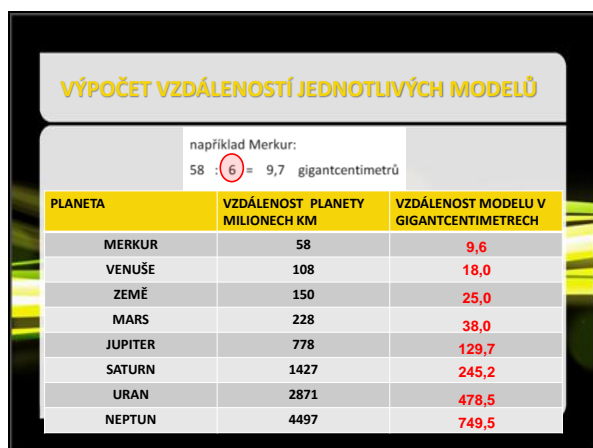 VÝPOČET VZDÁLENOSTÍ JEDNOTLIVÝCH MODELŮ
například Merkur:
58 : 6 = 9,7 gigantcentimetrů
PLANETA VZDÁLENOST PLANETY MILIONECH KM VZDÁLENOST MODELU V GIGANTCENTIMETRECH
MERKUR 58 9,6
VENUŠE 108 18,0
ZEMĚ 150 25,0
MARS 228 38,0
JUPITER 778 129,7
SATURN 1427 245,2
URAN 2871 478,5
NEPTUN 4497 749,5